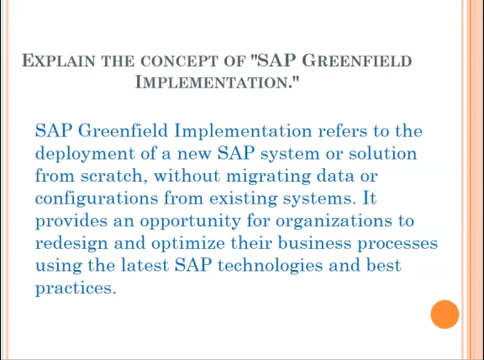 EXPLAIN THE CONCEPT OF "SAP GREENFIELD
IMPLEMENTATION."
SAP Greenfield Implementation refers to the
deployment of a new SAP system or solution
from scratch, without migrating data or
configurations from existing systems. It
provides an opportunity for organizations to
redesign and optimize their business processes
using the latest SAP technologies and best
practices.